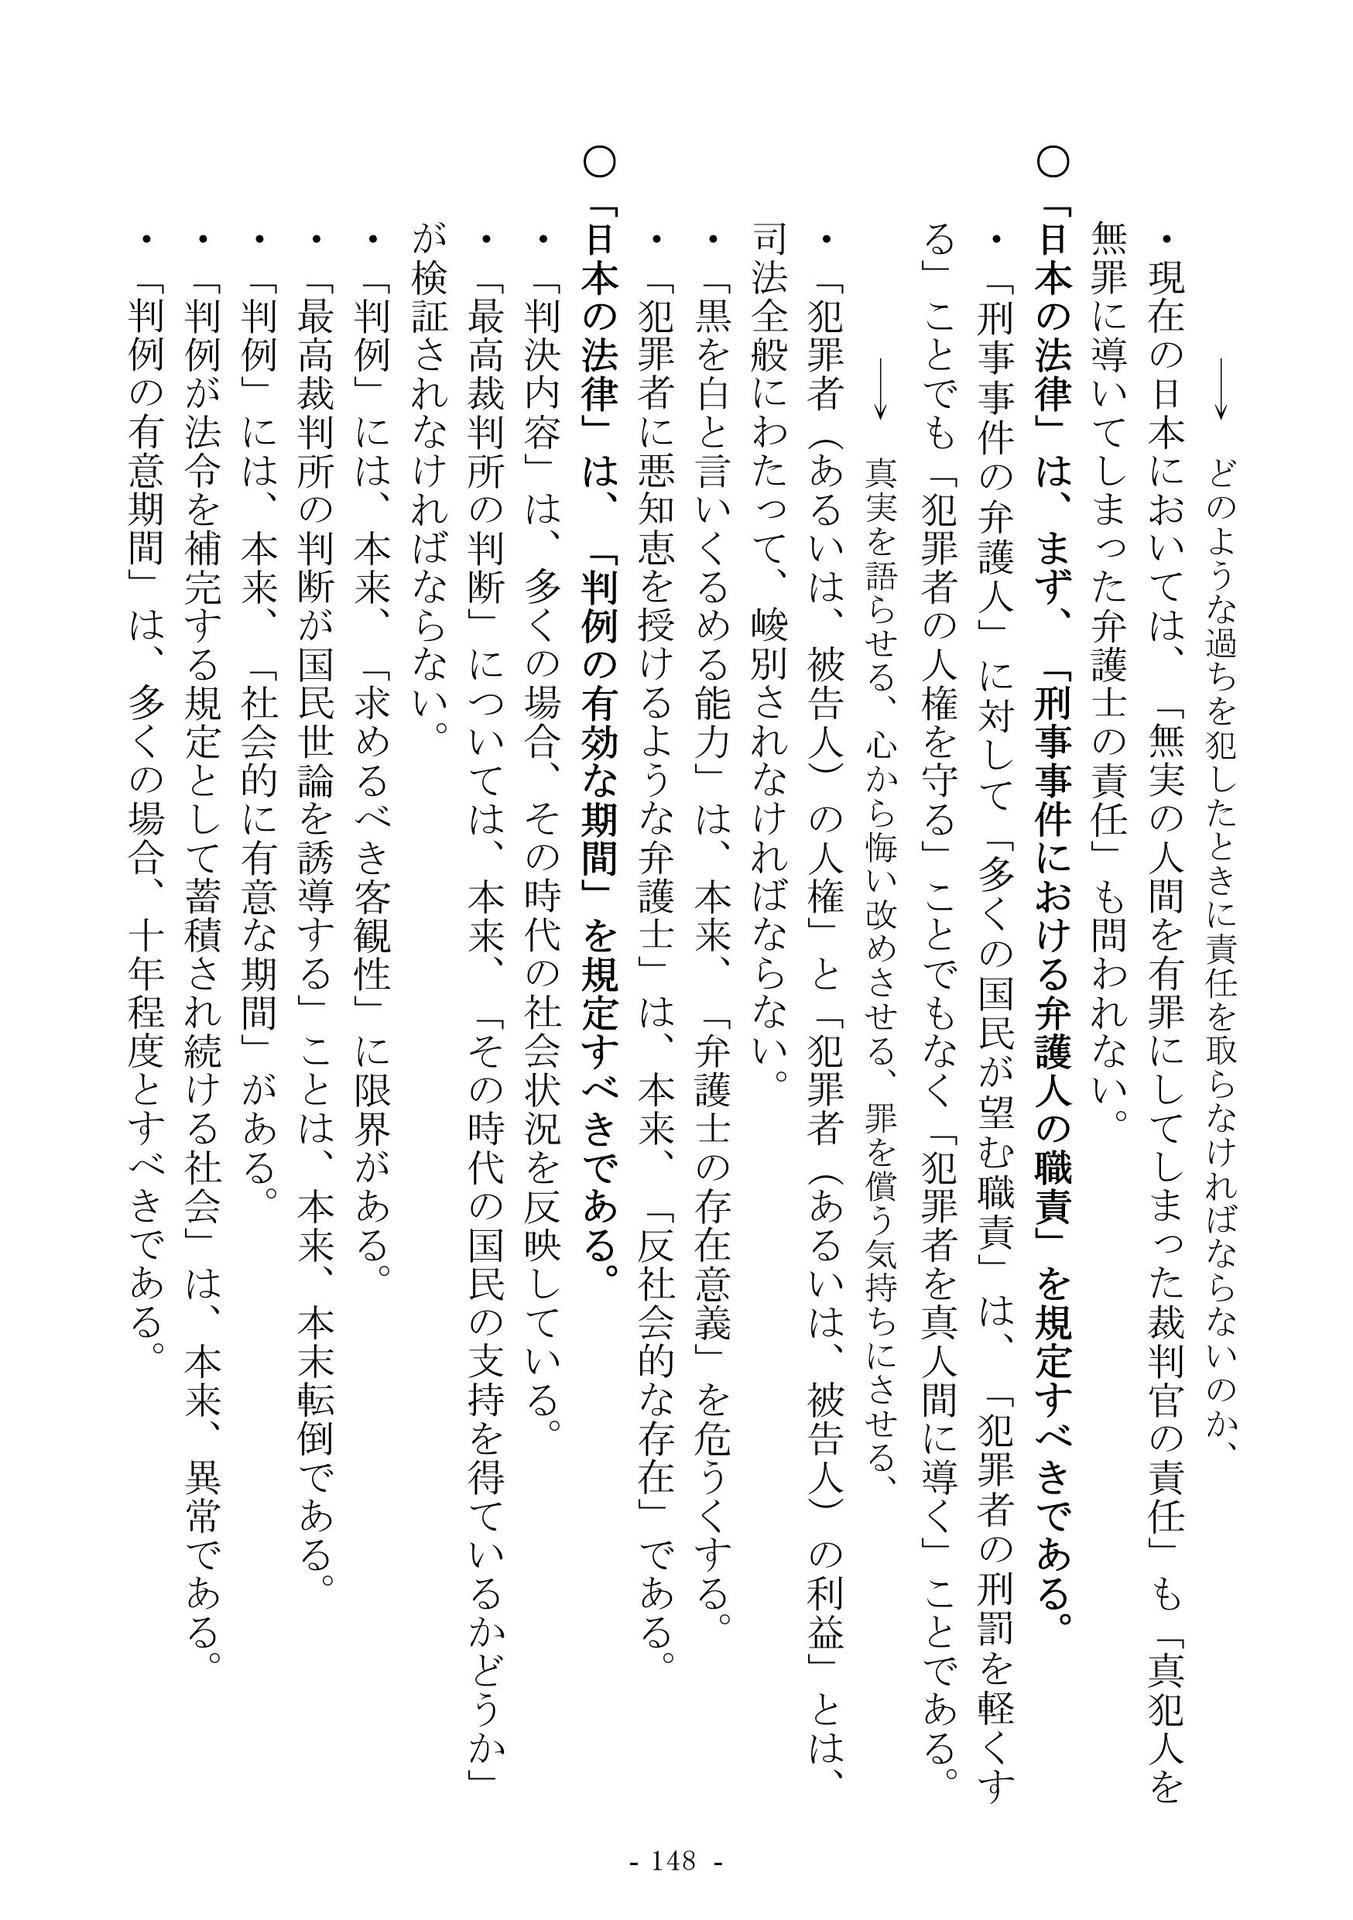 → どのような過ちを犯したときに責任を取らなければならないのか、
・現在の日本においては、「無実の人間を有罪にしてしまった裁判官の責任」も「真犯人を
無罪に導いてしまった弁護士の責任」も問われない。
〇「日本の法律」は、まず、「刑事事件における弁護人の職責」を規定すべきである。
・「刑事事件の弁護人」に対して「多くの国民が望む職責」は、「犯罪者の刑罰を軽くす
る」ことでも「犯罪者の人権を守る」ことでもなく「犯罪者を真人間に導く」ことである。
→ 真実を語らせる、心から悔い改めさせる、罪を償う気持ちにさせる、
・「犯罪者（あるいは、被告人）の人権」と「犯罪者（あるいは、被告人）の利益」とは、
司法全般にわたって、峻別されなければならない。
・「黒を白と言いくるめる能力」は、本来、「弁護士の存在意義」を危うくする。
・「犯罪者に悪知恵を授けるような弁護士」は、本来、「反社会的な存在」である。
〇「日本の法律」は、「判例の有効な期間」を規定すべきである。
・「判決内容」は、多くの場合、その時代の社会状況を反映している。
・「最高裁判所の判断」については、本来、「その時代の国民の支持を得ているかどうか」
が検証されなければならない。
・「判例」には、本来、「求めるべき客観性」に限界がある。
・「最高裁判所の判断が国民世論を誘導する」ことは、本来、本末転倒である。
・「判例」には、本来、「社会的に有意な期間」がある。
・「判例が法令を補完する規定として蓄積され続ける社会」は、本来、異常である。
・「判例の有意期間」は、多くの場合、十年程度とすべきである。
- 148 -